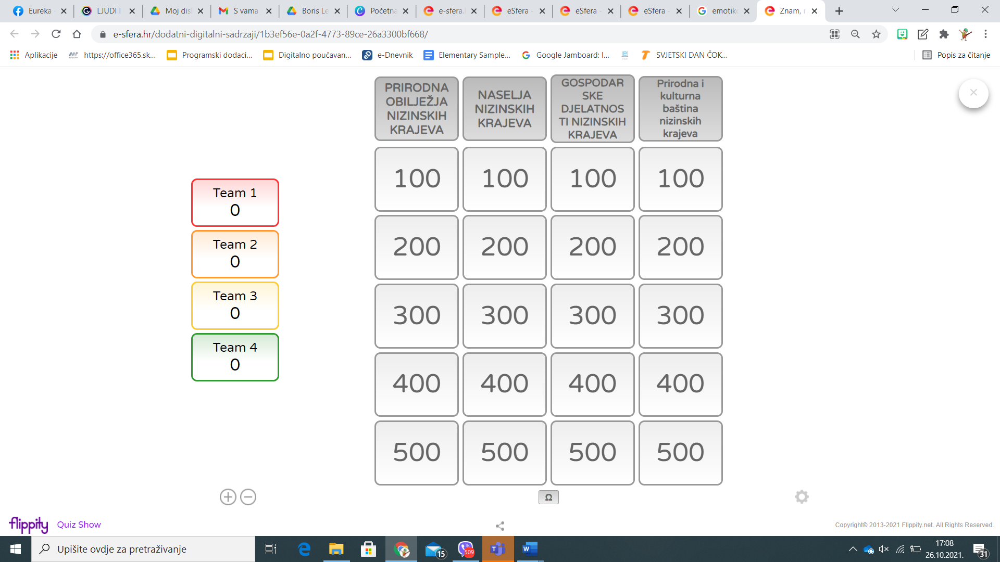 Eureka
LJUDI I
Moj dis
S vama
Boris Le
Početna
e-sfera.h
eSfera -
eSfera -
eSfera -
emotiko
Znam, r
e-sfera.hr/dodatni-digitalni-sadrzaji/1b3ef56e-0a2f-4773-89ce-26a3300bf668/
Aplikacije
https://office365.sk...
Programski dodaci...
Digitalno poučavan...
e-Dnevnik
Elementary Sample...
Google Jamboard: I...
SVJETSKI DAN ČOK...
Popis za čitanje
PRIRODNA
OBILJEŽJA
NIZINSKIH
KRAJEVA
NASELJA
NIZINSKIH
KRAJEVA
GOSPODAR
SKE
DJELATNOS
TI NIZINSKIH
KRAJEVA
Prirodna i
kulturna
baština
nizinskih
krajeva
100 100 100 100
200 200 200 200
300 300 300 300
400 400 400 400
500 500 500 500
Team 1
0
Team 2
0
Team 3
0
Team 4
0
Ω
flippity Quiz Show
Copyright© 2013-2021 Flippity.net. All Rights Reserved.
Upišite ovdje za pretraživanje
15
509
17:08
26.10.2021.
31